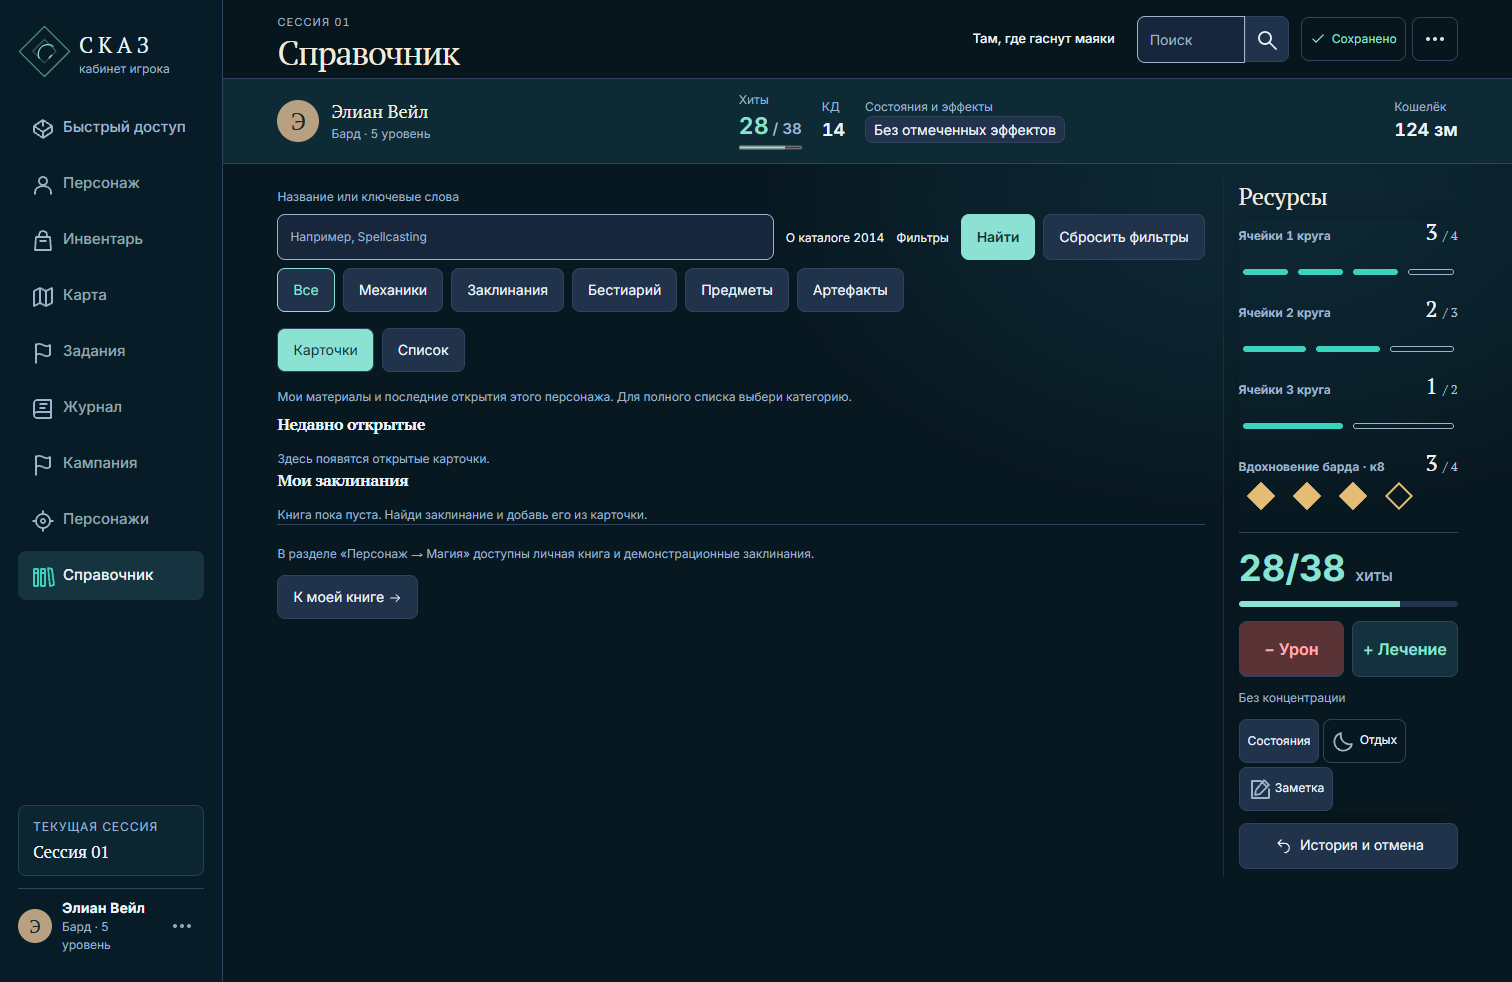 СКАЗ
кабинет игрока
Быстрый доступ
Персонаж
Инвентарь
Карта
Задания
Журнал
Кампания
Персонажи
Справочник
ТЕКУЩАЯ СЕССИЯ
Сессия 01
Э
Элиан Вейл
Бард · 5
уровень
СЕССИЯ 01
Справочник
Там, где гаснут маяки
Поиск
Сохранено
Э
Элиан Вейл
Бард · 5 уровень
Хиты
28 / 38
КД
14
Состояния и эффекты
Без отмеченных эффектов
Кошелёк
124 зм
Название или ключевые слова
Например, Spellcasting
О каталоге 2014
Фильтры
Найти
Сбросить фильтры
Все
Механики
Заклинания
Бестиарий
Предметы
Артефакты
Карточки
Список
Мои материалы и последние открытия этого персонажа. Для полного списка выбери категорию.
Недавно открытые
Здесь появятся открытые карточки.
Мои заклинания
Книга пока пуста. Найди заклинание и добавь его из карточки.
В разделе «Персонаж → Магия» доступны личная книга и демонстрационные заклинания.
К моей книге →
Ресурсы
Ячейки 1 круга
3 / 4
Ячейки 2 круга
2 / 3
Ячейки 3 круга
1 / 2
Вдохновение барда · к8
3 / 4
28/38 ХИТЫ
− Урон
+ Лечение
Без концентрации
Состояния
Отдых
Заметка
История и отмена